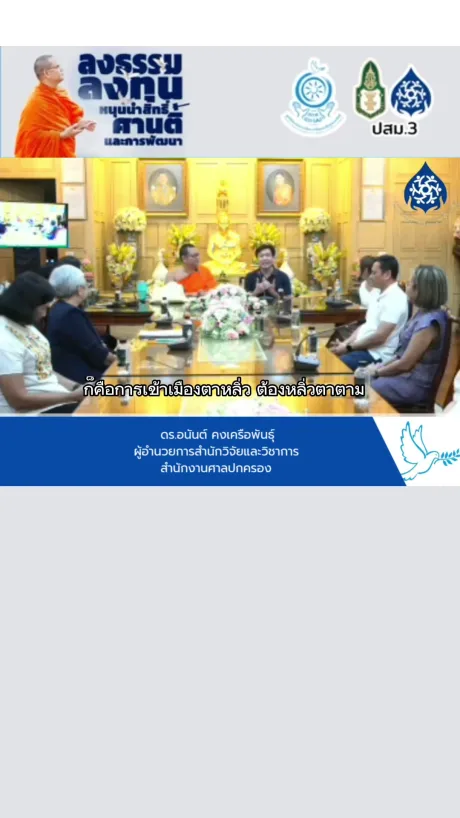 ลงธรรม
ลงทุน
หนุนนำสิทธิ์
ศานติ
และการพัฒนา
ปสม.3
ก็คือการเข้าเมืองตาหลิ่ว ต้องหลิ่วตาตาม
ดร.อนันต์ คงเครือพันธุ์
ผู้อำนวยการสำนักวิจัยและวิชาการ
สำนักงานศาลปกครอง